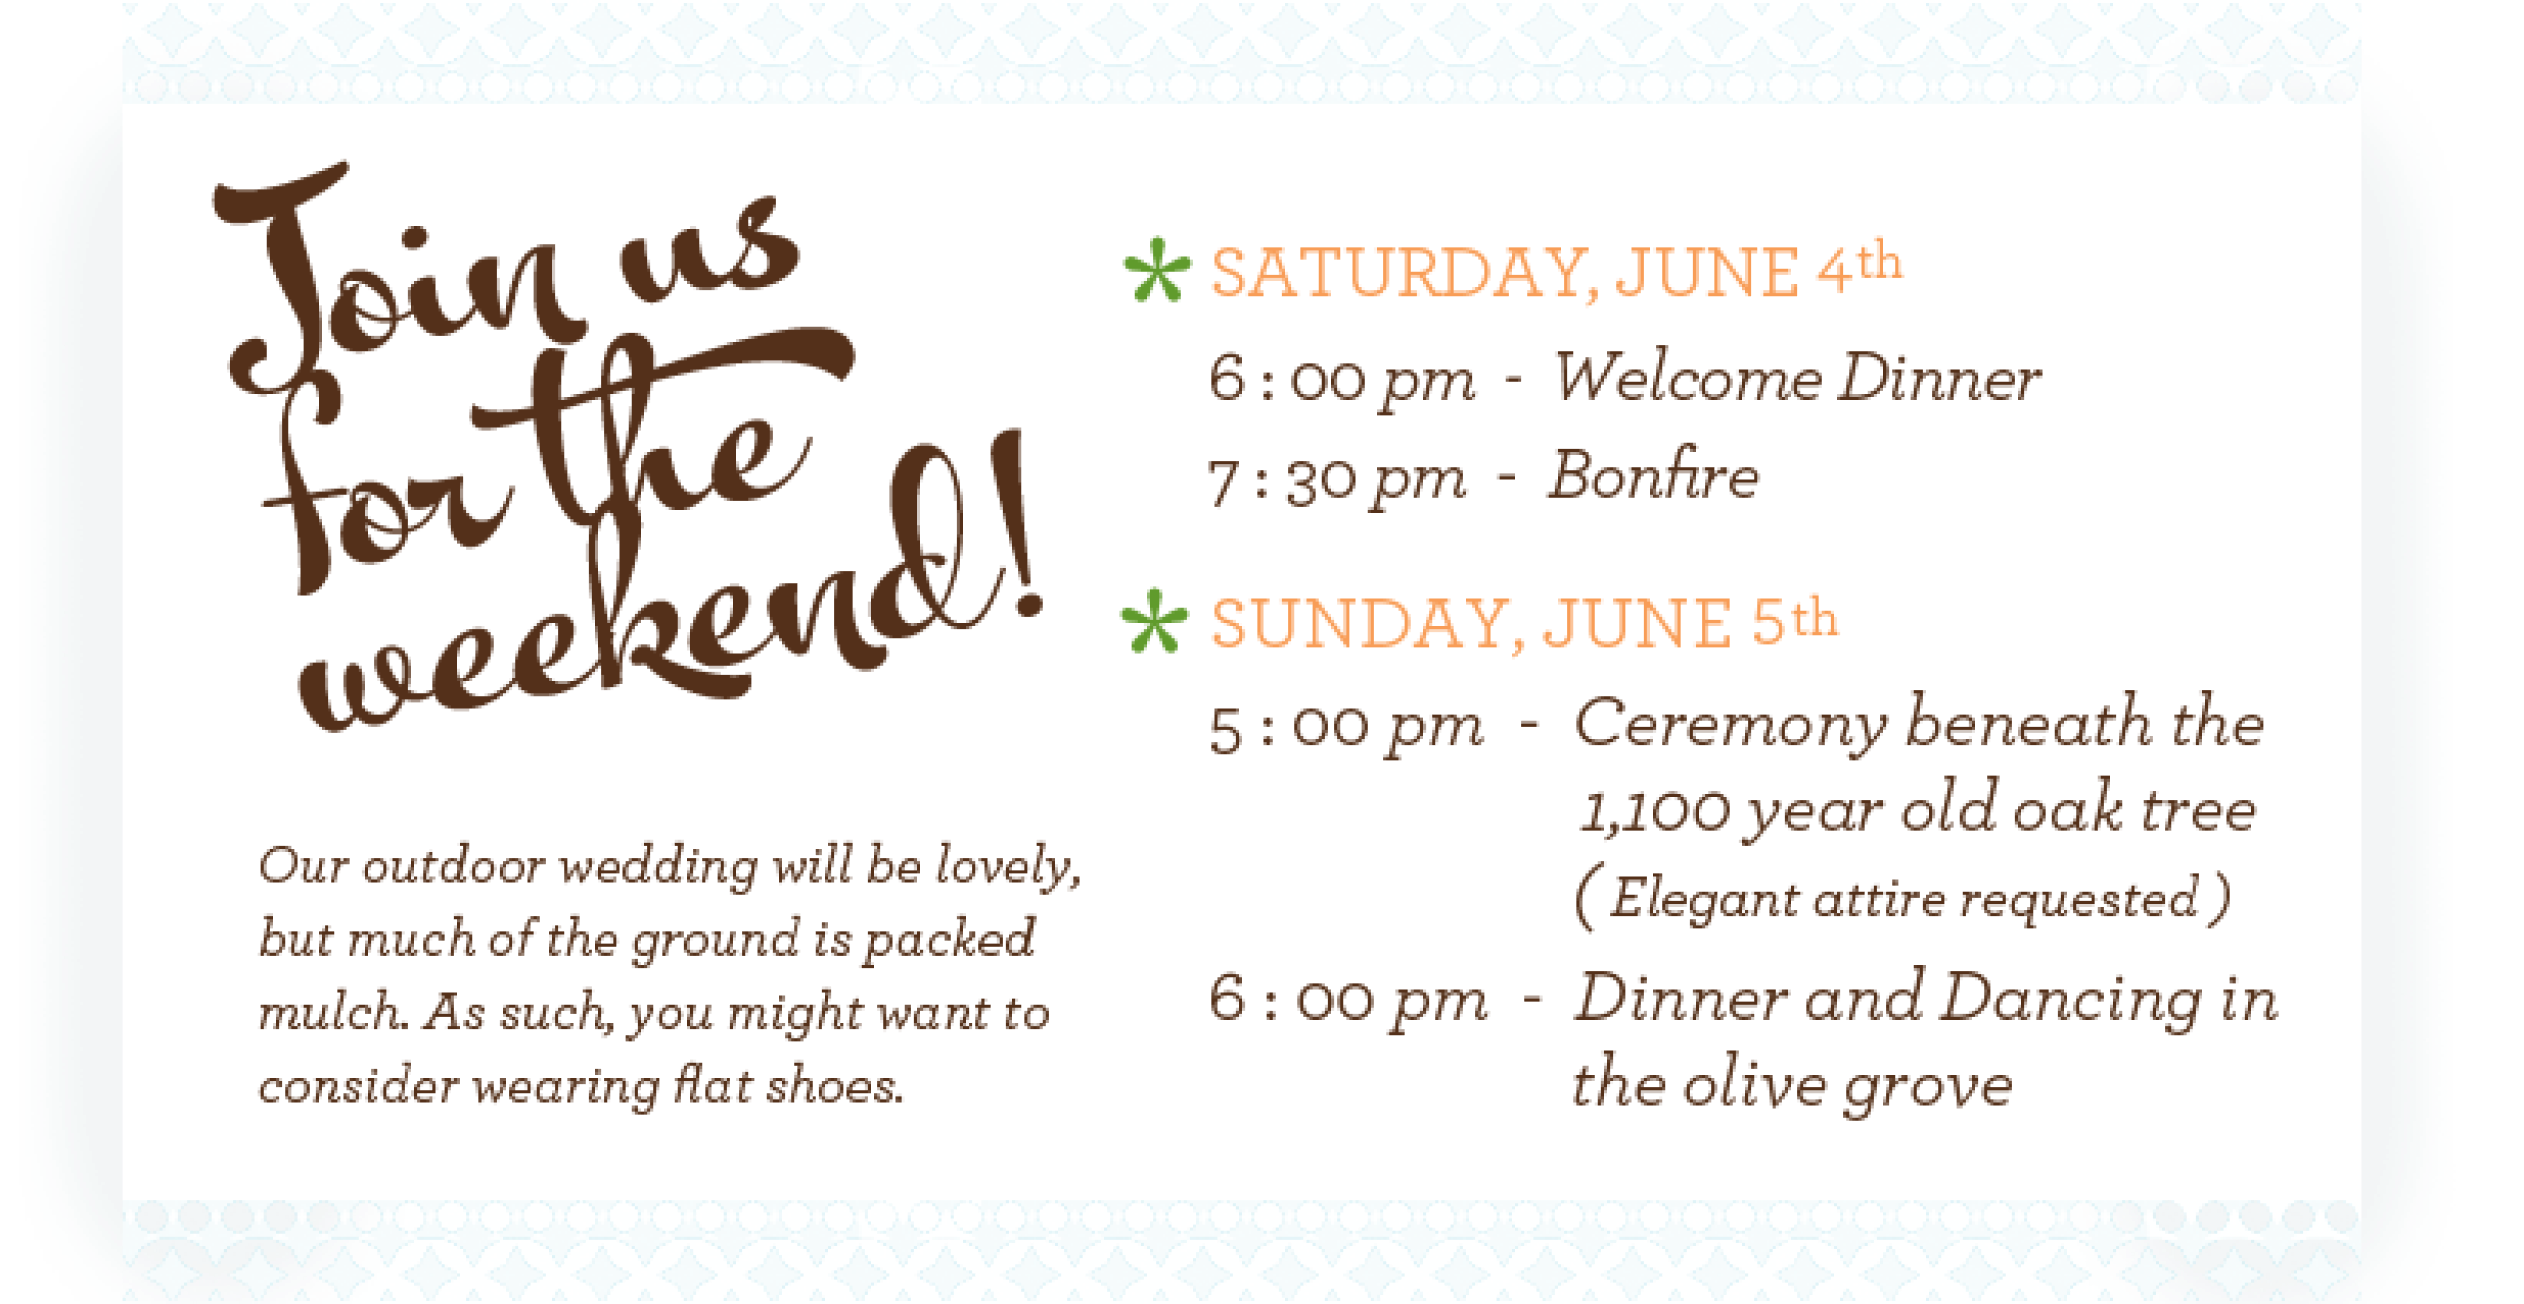 Join us
for the
weekend!
Our outdoor wedding will be lovely,
but much of the ground is packed
mulch. As such, you might want to
consider wearing flat shoes.
* SATURDAY, JUNE 4th
6 : 00 pm - Welcome Dinner
7 : 30 pm - Bonfire
* SUNDAY, JUNE 5th
5 : 00 pm - Ceremony beneath the
1,100 year old oak tree
( Elegant attire requested )
6 : 00 pm - Dinner and Dancing in
the olive grove